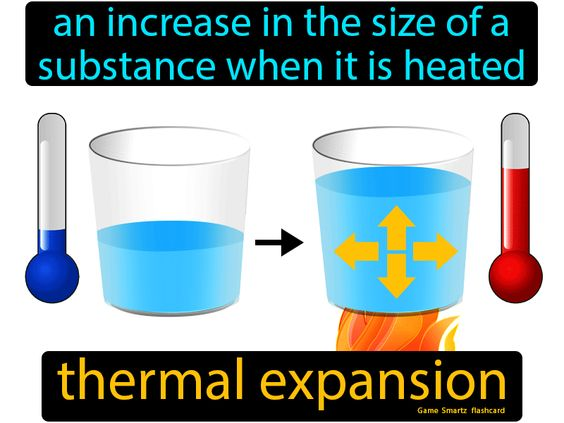 an increase in the size of a
substance when it is heated
thermal expansion
Game Smartz flashcard